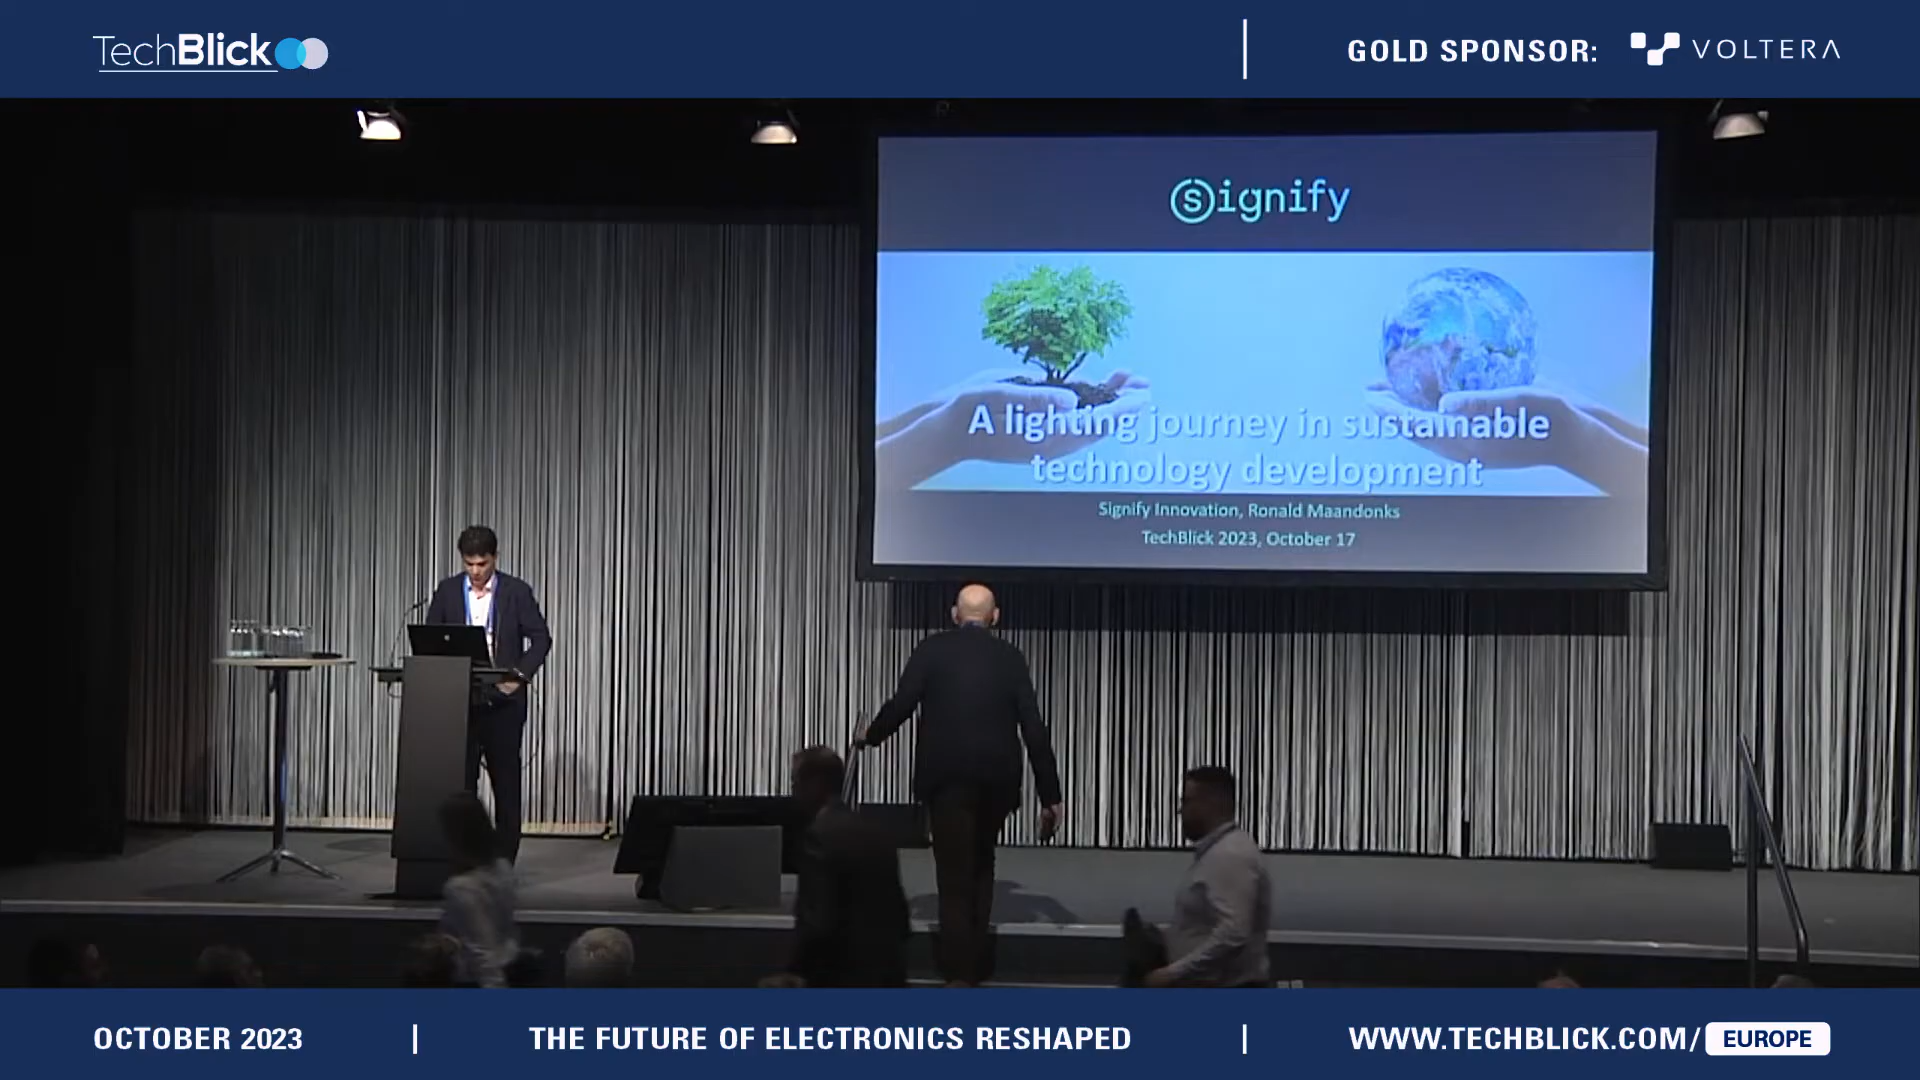 TechBlick
GOLD SPONSOR:
VOLTERA
Signify
A lighting journey in sustainable
technology development
Signify Innovation, Ronald Maandonks
TechBlick 2023, October 17
OCTOBER 2023
THE FUTURE OF ELECTRONICS RESHAPED
WWW.TECHBLICK.COM/EUROPE